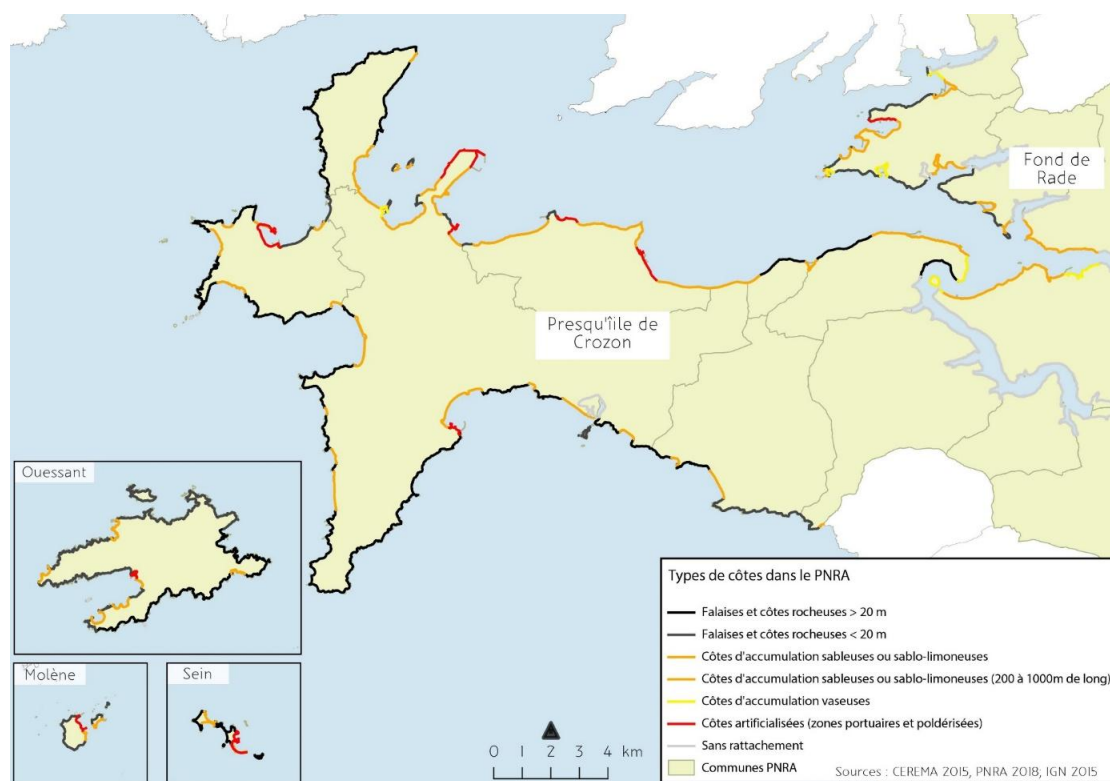 Fond de
Rade
Presqu'île de
Crozon
Ouessant
Molène
Sein
0 1 2 3 4 km
Types de côtes dans le PNRA
Falaises et côtes rocheuses > 20 m
Falaises et côtes rocheuses < 20 m
Côtes d'accumulation sableuses ou sablo-limoneuses
Côtes d'accumulation sableuses ou sablo-limoneuses (200 à 1000m de long)
Côtes d'accumulation vaseuses
Côtes artificialisées (zones portuaires et poldérisées)
Sans rattachement
Communes PNRA
Sources : CEREMA 2015, PNRA 2018; IGN 2015